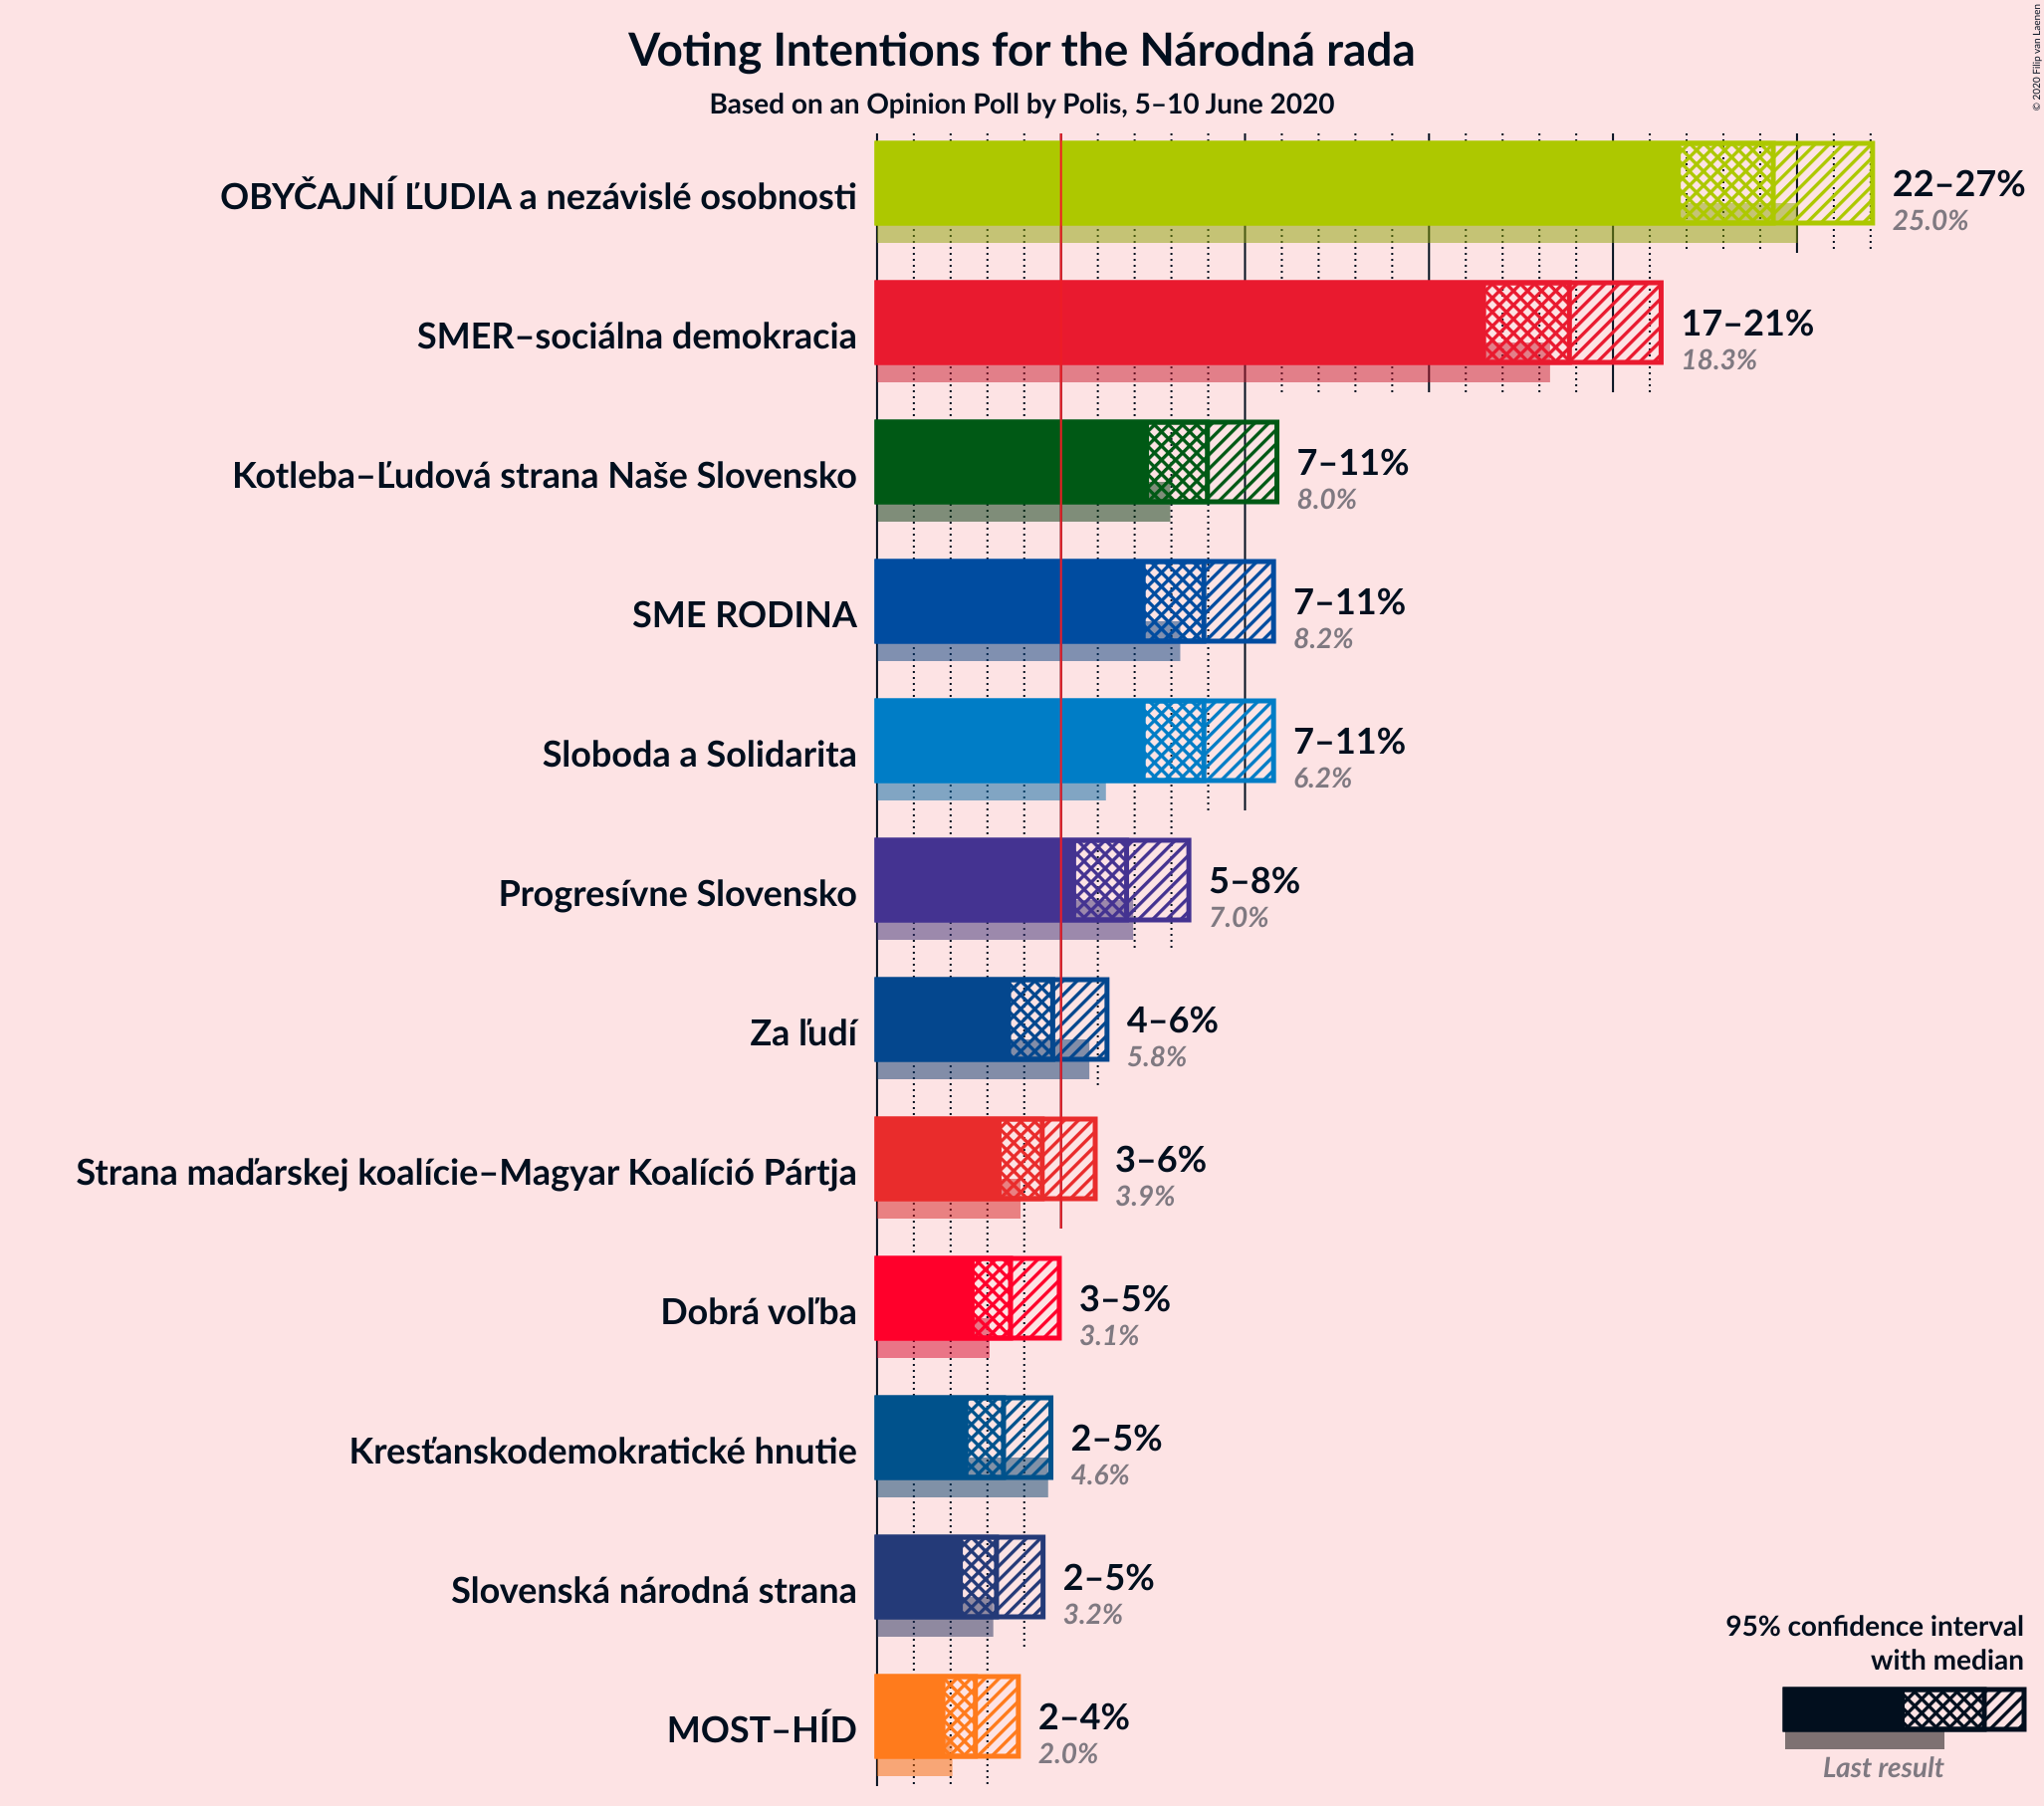 © 2020 Filip van Laenen
Voting Intentions for the Národná rada
Based on an Opinion Poll by Polis, 5–10 June 2020
OBYČAJNÍ ĽUDIA a nezávislé osobnosti
22–27%
25.0%
SMER–sociálna demokracia
17–21%
18.3%
Kotleba–Ľudová strana Naše Slovensko
7–11%
8.0%
SME RODINA
7–11%
8.2%
Sloboda a Solidarita
7–11%
6.2%
Progresívne Slovensko
5–8%
7.0%
Za ľudí
4–6%
5.8%
Strana maďarskej koalície–Magyar Koalíció Pártja
3–6%
3.9%
Dobrá voľba
3–5%
3.1%
Kresťanskodemokratické hnutie
2–5%
4.6%
Slovenská národná strana
2–5%
3.2%
MOST–HÍD
2–4%
2.0%
95% confidence interval
with median
Last result